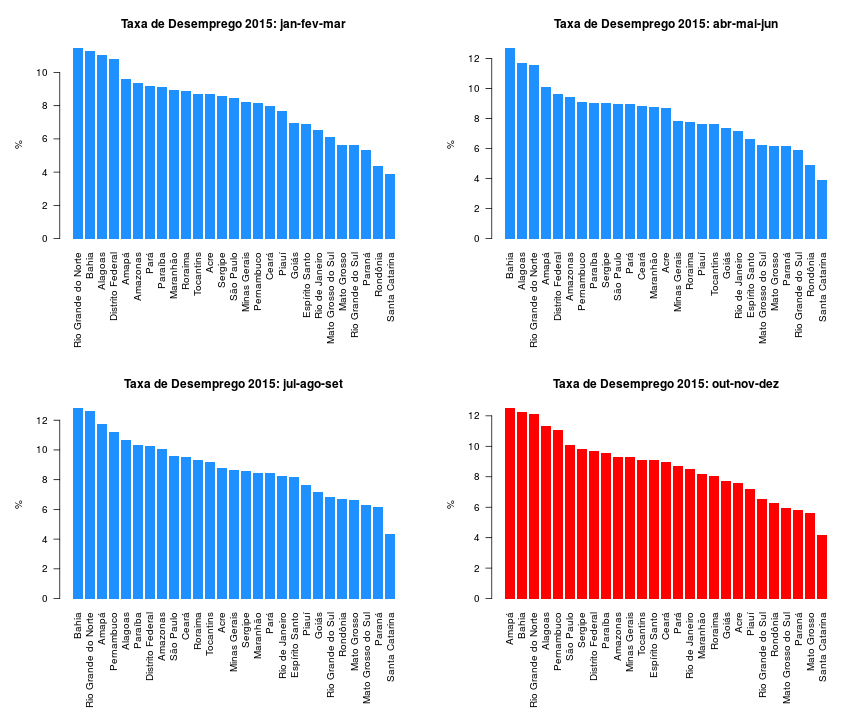 Taxa de Desemprego 2015: jan-fev-mar
%
10
8
6
4
2
0
Rio Grande do Norte
Bahia
Alagoas
Distrito Federal
Amapá
Amazonas
Pará
Paraíba
Maranhão
Roraima
Tocantins
Acre
Sergipe
São Paulo
Minas Gerais
Pernambuco
Ceará
Piauí
Goiás
Espírito Santo
Rio de Janeiro
Mato Grosso do Sul
Mato Grosso
Rio Grande do Sul
Paraná
Rondônia
Santa Catarina
Taxa de Desemprego 2015: abr-mai-jun
%
12
10
8
6
4
2
0
Bahia
Alagoas
Rio Grande do Norte
Amapá
Distrito Federal
Amazonas
Pernambuco
Paraíba
Sergipe
São Paulo
Pará
Ceará
Maranhão
Acre
Minas Gerais
Roraima
Piauí
Tocantins
Goiás
Rio de Janeiro
Espírito Santo
Mato Grosso do Sul
Mato Grosso
Paraná
Rio Grande do Sul
Rondônia
Santa Catarina
Taxa de Desemprego 2015: jul-ago-set
%
12
10
8
6
4
2
0
Bahia
Rio Grande do Norte
Amapá
Pernambuco
Alagoas
Paraíba
Distrito Federal
Amazonas
São Paulo
Ceará
Roraima
Tocantins
Acre
Minas Gerais
Sergipe
Maranhão
Pará
Rio de Janeiro
Espírito Santo
Piauí
Goiás
Rio Grande do Sul
Rondônia
Mato Grosso
Mato Grosso do Sul
Paraná
Santa Catarina
Taxa de Desemprego 2015: out-nov-dez
%
12
10
8
6
4
2
0
Amapá
Bahia
Rio Grande do Norte
Alagoas
Pernambuco
São Paulo
Sergipe
Distrito Federal
Paraíba
Amazonas
Minas Gerais
Tocantins
Espírito Santo
Ceará
Pará
Rio de Janeiro
Maranhão
Roraima
Goiás
Acre
Piauí
Rio Grande do Sul
Rondônia
Mato Grosso do Sul
Paraná
Mato Grosso
Santa Catarina